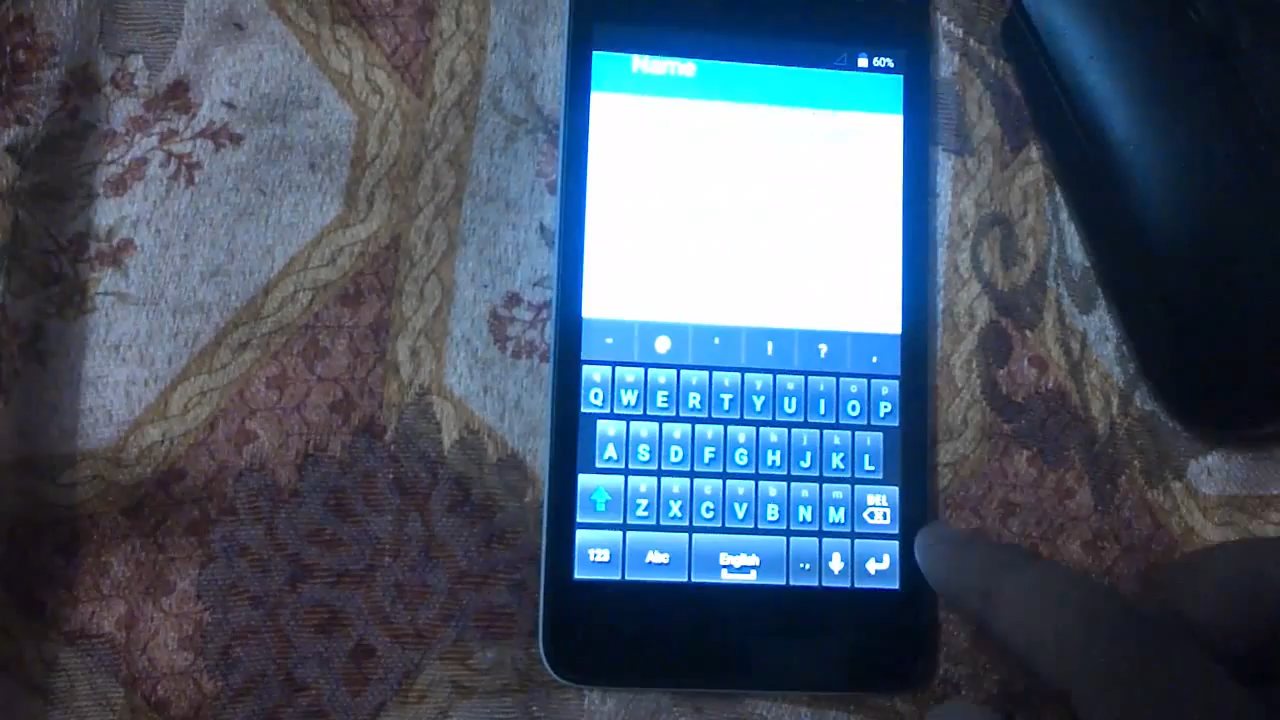 60%
Name
- @ ' ! ? ,
q w e r t y u i o p
Q W E R T Y U I O P
a s d f g h j k l
A S D F G H J K L
z x c v b n m DEL
Z X C V B N M
123 Abc English .,